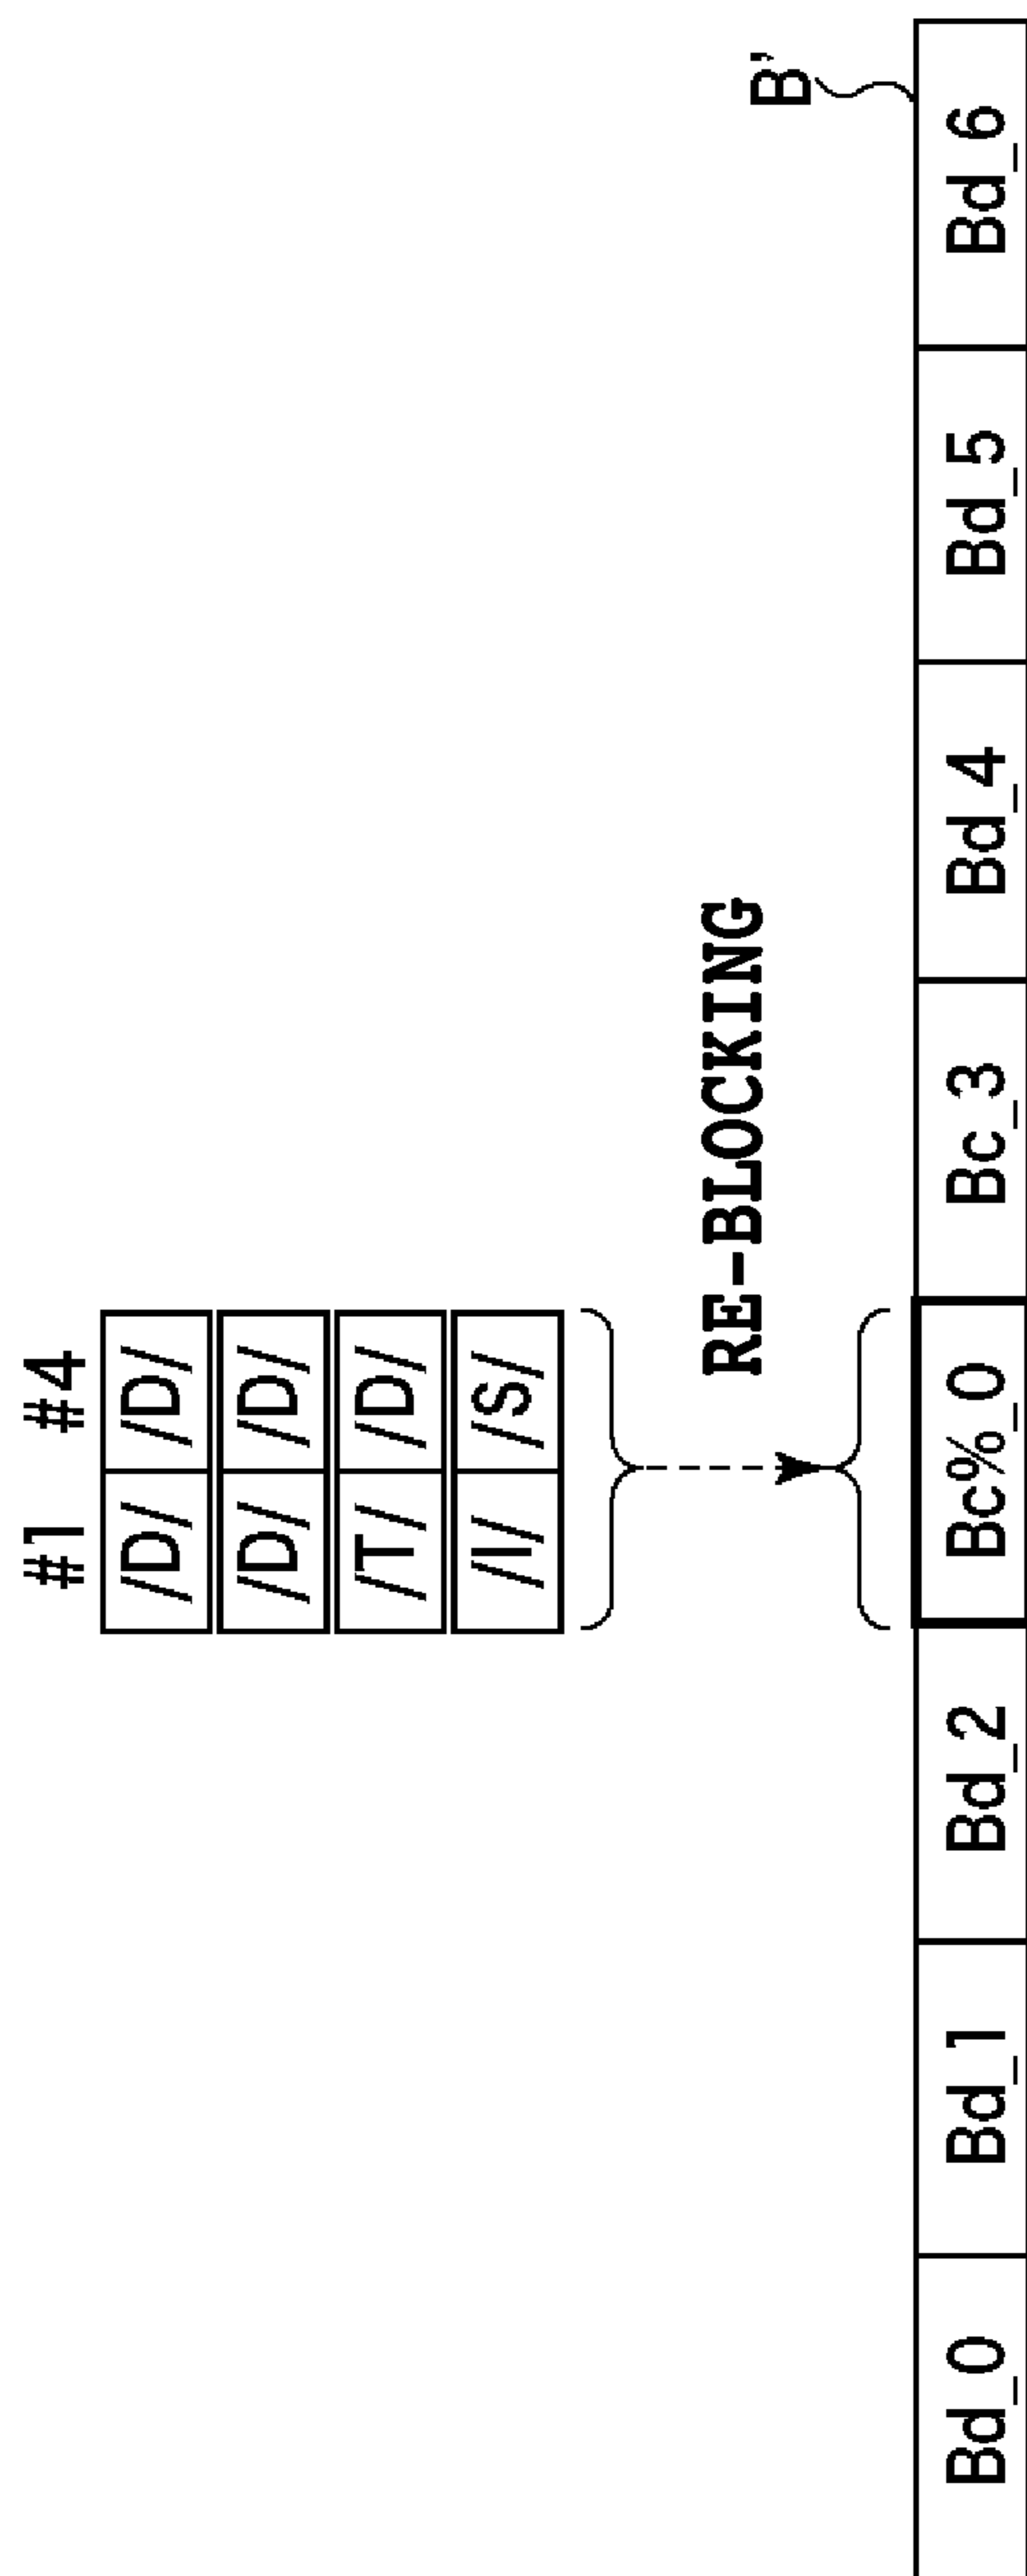 #1 #4
/D/ /D/
/D/ /D/
/T/ /D/
/I/ /S/
RE-BLOCKING
B'
Bd_0 Bd_1 Bd_2 Bc%_0 Bc_3 Bd_4 Bd_5 Bd_6